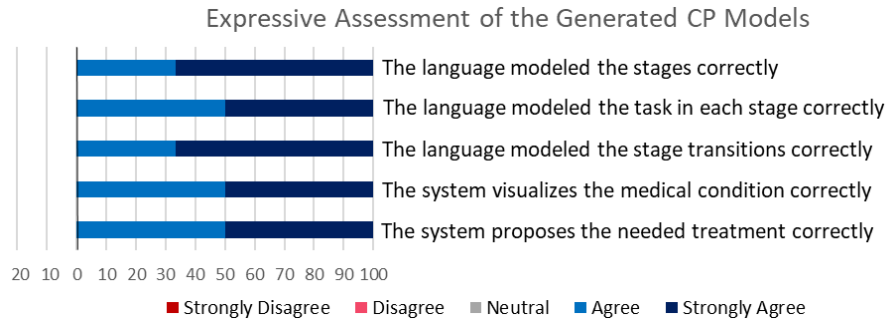 Expressive Assessment of the Generated CP Models
The language modeled the stages correctly
The language modeled the task in each stage correctly
The language modeled the stage transitions correctly
The system visualizes the medical condition correctly
The system proposes the needed treatment correctly
20 10 0 10 20 30 40 50 60 70 80 90 100
Strongly Disagree Disagree Neutral Agree Strongly Agree